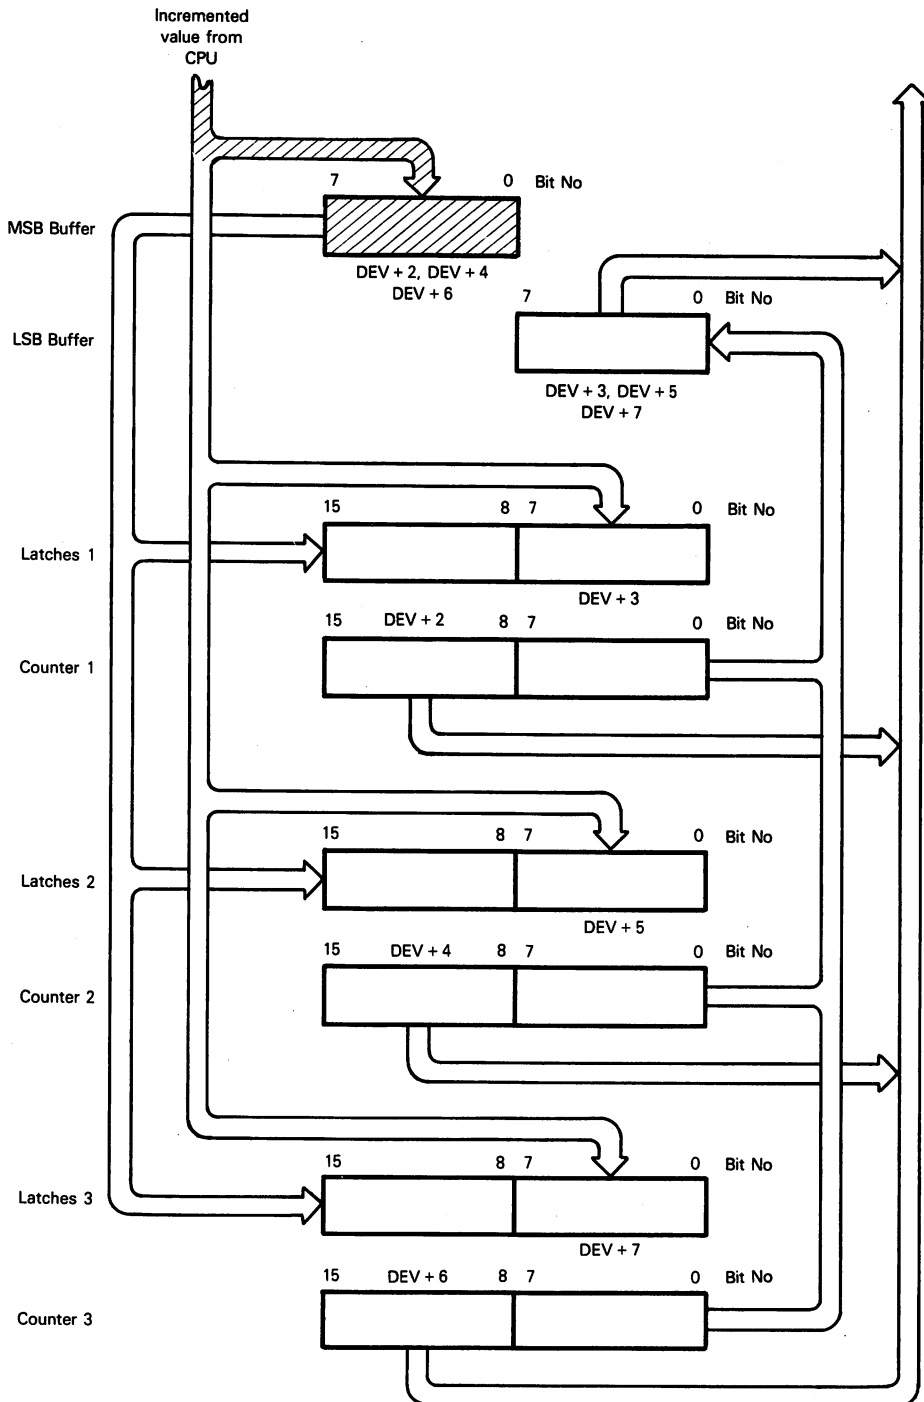 Incremented
value from
CPU
7 0 Bit No
MSB Buffer
DEV + 2, DEV + 4
DEV + 6
7 0 Bit No
LSB Buffer
DEV + 3, DEV + 5
DEV + 7
15 8 7 0 Bit No
Latches 1
DEV + 3
15 DEV + 2 8 7 0 Bit No
Counter 1
15 8 7 0 Bit No
Latches 2
DEV + 5
15 DEV + 4 8 7 0 Bit No
Counter 2
15 8 7 0 Bit No
Latches 3
DEV + 7
15 DEV + 6 8 7 0 Bit No
Counter 3